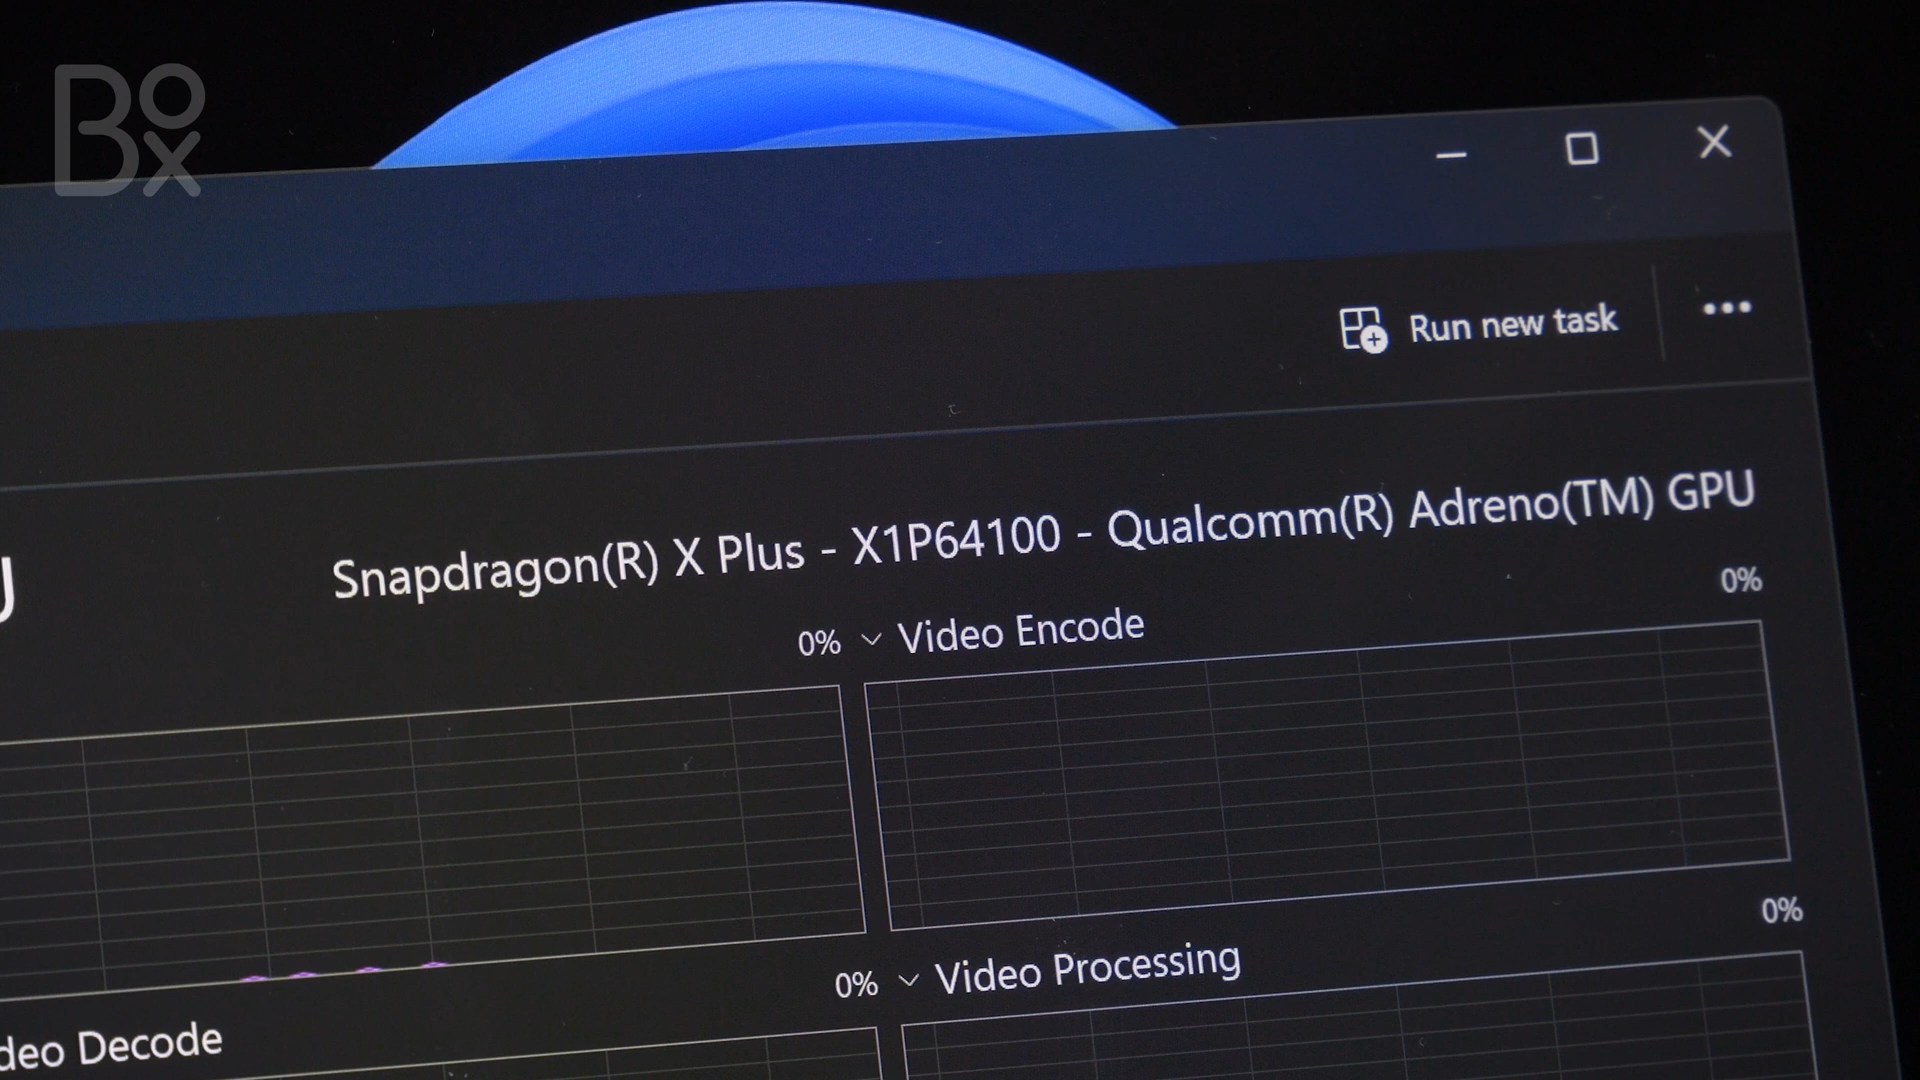 Box
Run new task
Snapdragon(R) X Plus - X1P64100 - Qualcomm(R) Adreno(TM) GPU
0% Video Encode 0%
0% Video Processing 0%
deo Decode